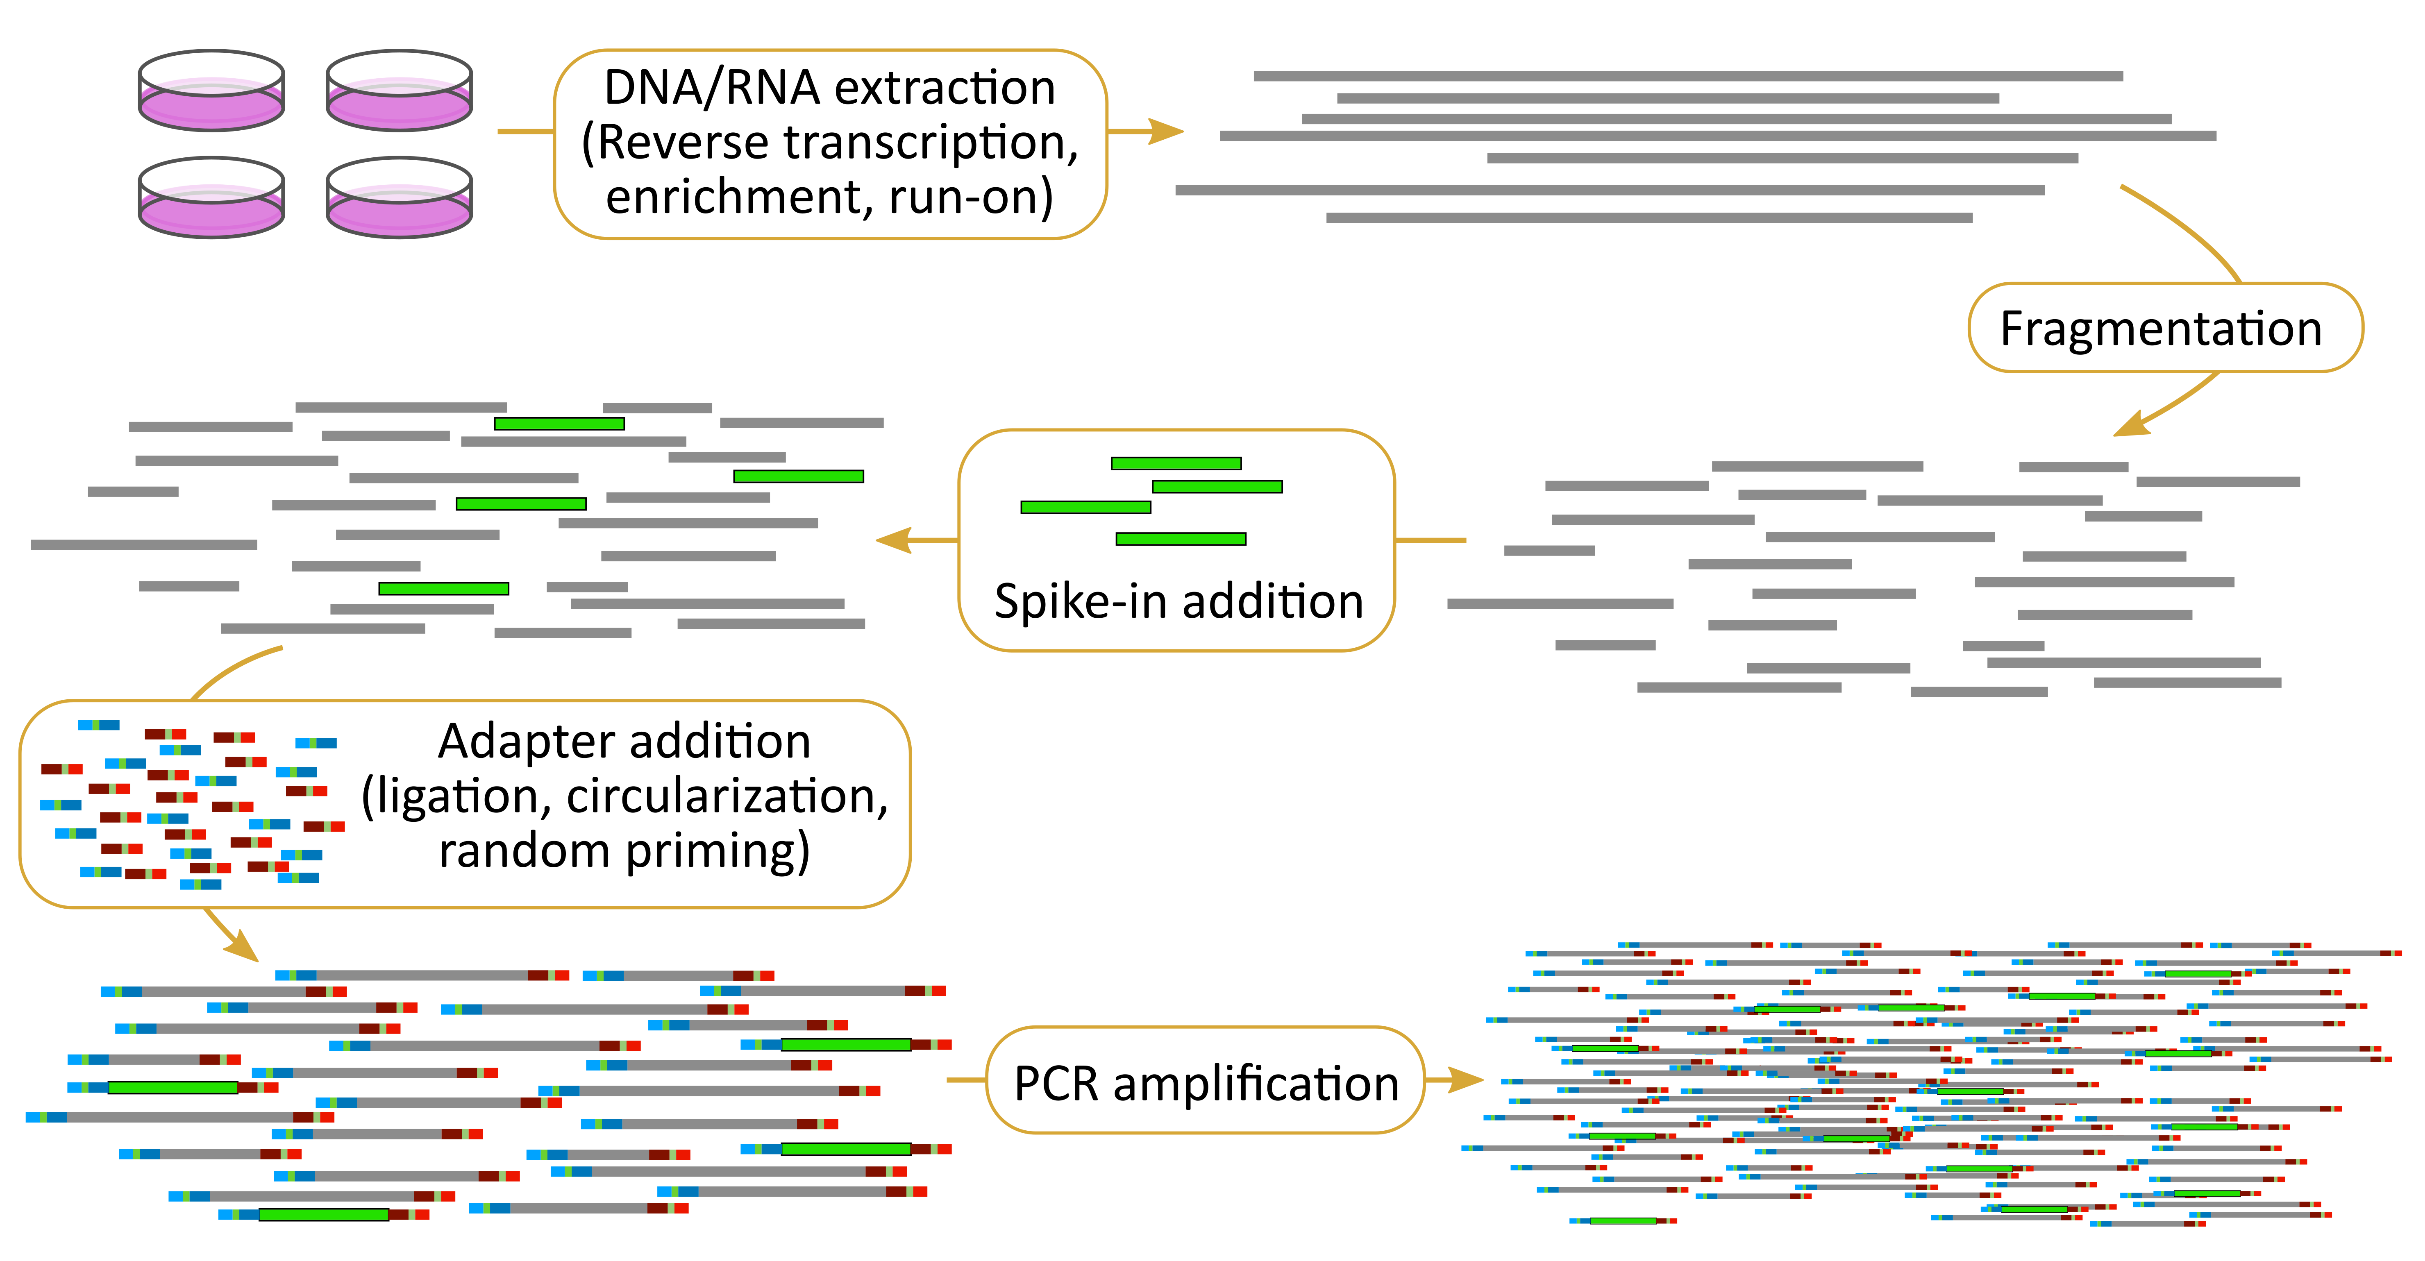 DNA/RNA extraction
(Reverse transcription,
enrichment, run-on)
Fragmentation
Spike-in addition
Adapter addition
(ligation, circularization,
random priming)
PCR amplification